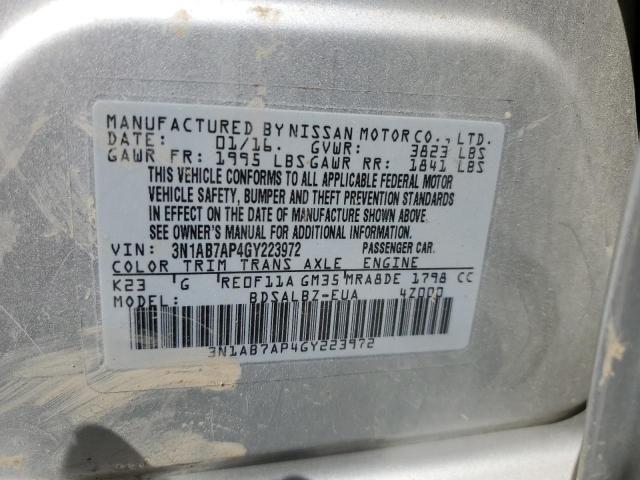 MANUFACTURED BY NISSAN MOTOR CO., LTD.
DATE: 01/16. GVWR: 3823 LBS
GAWR FR: 1995 LBS GAWR RR: 1841 LBS
THIS VEHICLE CONFORMS TO ALL APPLICABLE FEDERAL MOTOR
VEHICLE SAFETY, BUMPER AND THEFT PREVENTION STANDARDS
IN EFFECT ON THE DATE OF MANUFACTURE SHOWN ABOVE.
SEE OWNER'S MANUAL FOR ADDITIONAL INFORMATION.
VIN: 3N1AB7AP4GY223972 PASSENGER CAR.
COLOR TRIM TRANS AXLE ENGINE
K23 G RE0F11A GM35 MRA8DE 1798 CC
MODEL: BDSALBZ-EUA 4Z000
3N1AB7AP4GY223972